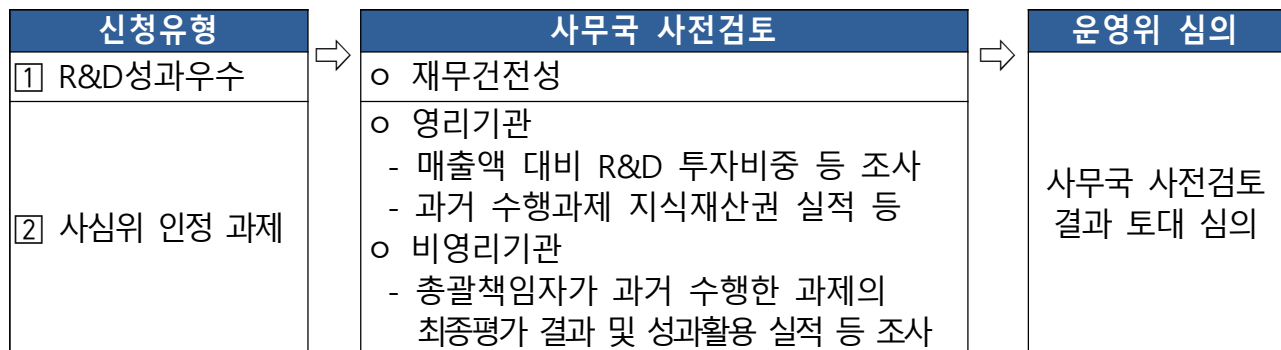 신청유형
⇨
사무국 사전검토
⇨
운영위 심의
1 R&D성과우수
ㅇ 재무건전성
2 사심위 인정 과제
ㅇ 영리기관
- 매출액 대비 R&D 투자비중 등 조사
- 과거 수행과제 지식재산권 실적 등
ㅇ 비영리기관
- 총괄책임자가 과거 수행한 과제의
최종평가 결과 및 성과활용 실적 등 조사
사무국 사전검토
결과 토대 심의